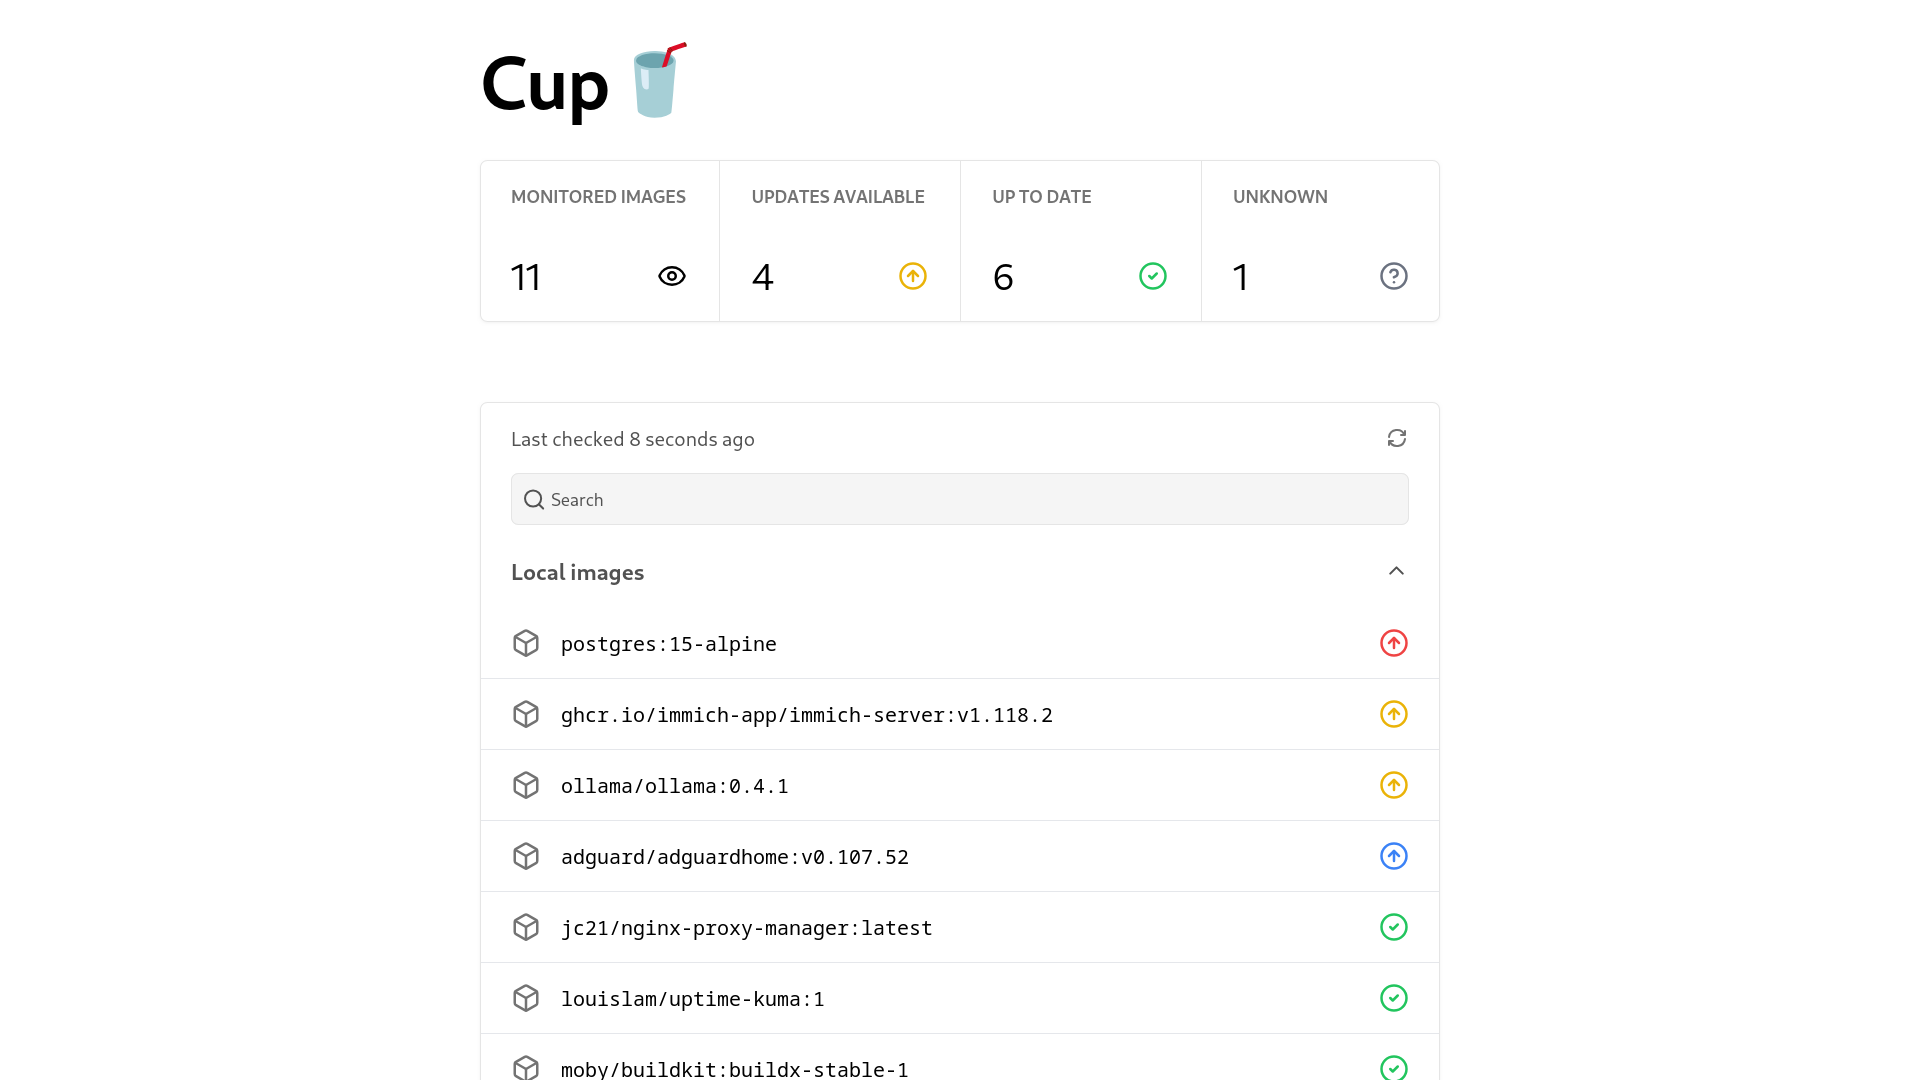 Cup
MONITORED IMAGES
11
UPDATES AVAILABLE
4
UP TO DATE
6
UNKNOWN
1
Last checked 8 seconds ago
Search
Local images
postgres:15-alpine
ghcr.io/immich-app/immich-server:v1.118.2
ollama/ollama:0.4.1
adguard/adguardhome:v0.107.52
jc21/nginx-proxy-manager:latest
louislam/uptime-kuma:1
moby/buildkit:buildx-stable-1